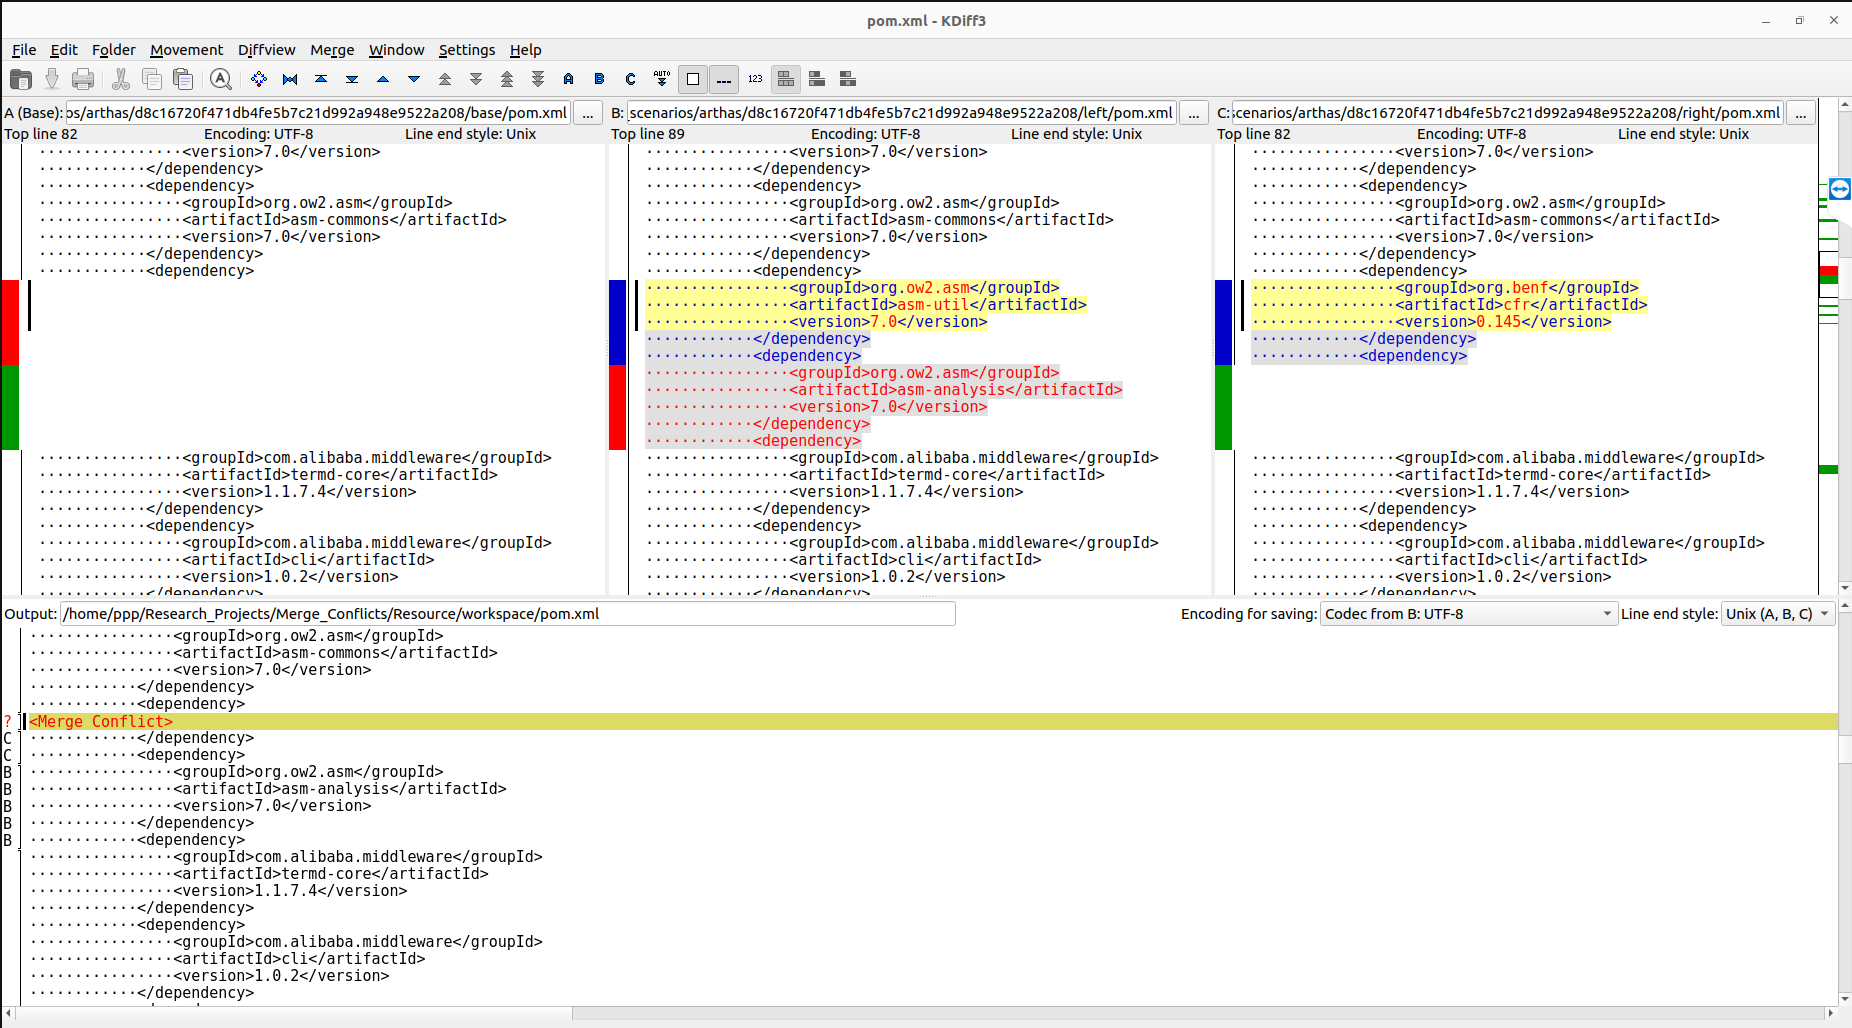 pom.xml - KDiff3
File Edit Folder Movement Diffview Merge Window Settings Help
A B C AUTO 123
A (Base): os/arthas/d8c16720f471db4fe5b7c21d992a948e9522a208/base/pom.xml ...
Top line 82 Encoding: UTF-8 Line end style: Unix
················<version>7.0</version>
············</dependency>
············<dependency>
················<groupId>org.ow2.asm</groupId>
················<artifactId>asm-commons</artifactId>
················<version>7.0</version>
············</dependency>
············<dependency>
················<groupId>com.alibaba.middleware</groupId>
················<artifactId>termd-core</artifactId>
················<version>1.1.7.4</version>
············</dependency>
············<dependency>
················<groupId>com.alibaba.middleware</groupId>
················<artifactId>cli</artifactId>
················<version>1.0.2</version>
············</dependency>
B: scenarios/arthas/d8c16720f471db4fe5b7c21d992a948e9522a208/left/pom.xml ...
Top line 89 Encoding: UTF-8 Line end style: Unix
················<version>7.0</version>
············</dependency>
············<dependency>
················<groupId>org.ow2.asm</groupId>
················<artifactId>asm-commons</artifactId>
················<version>7.0</version>
············</dependency>
············<dependency>
················<groupId>org.ow2.asm</groupId>
················<artifactId>asm-util</artifactId>
················<version>7.0</version>
············</dependency>
············<dependency>
················<groupId>org.ow2.asm</groupId>
················<artifactId>asm-analysis</artifactId>
················<version>7.0</version>
············</dependency>
············<dependency>
················<groupId>com.alibaba.middleware</groupId>
················<artifactId>termd-core</artifactId>
················<version>1.1.7.4</version>
············</dependency>
············<dependency>
················<groupId>com.alibaba.middleware</groupId>
················<artifactId>cli</artifactId>
················<version>1.0.2</version>
············</dependency>
C: scenarios/arthas/d8c16720f471db4fe5b7c21d992a948e9522a208/right/pom.xml ...
Top line 82 Encoding: UTF-8 Line end style: Unix
················<version>7.0</version>
············</dependency>
············<dependency>
················<groupId>org.ow2.asm</groupId>
················<artifactId>asm-commons</artifactId>
················<version>7.0</version>
············</dependency>
············<dependency>
················<groupId>org.benf</groupId>
················<artifactId>cfr</artifactId>
················<version>0.145</version>
············</dependency>
············<dependency>
················<groupId>com.alibaba.middleware</groupId>
················<artifactId>termd-core</artifactId>
················<version>1.1.7.4</version>
············</dependency>
············<dependency>
················<groupId>com.alibaba.middleware</groupId>
················<artifactId>cli</artifactId>
················<version>1.0.2</version>
············</dependency>
Output: /home/ppp/Research_Projects/Merge_Conflicts/Resource/workspace/pom.xml Encoding for saving: Codec from B: UTF-8 Line end style: Unix (A, B, C)
················<groupId>org.ow2.asm</groupId>
················<artifactId>asm-commons</artifactId>
················<version>7.0</version>
············</dependency>
············<dependency>
? <Merge Conflict>
C ············</dependency>
C ············<dependency>
B ················<groupId>org.ow2.asm</groupId>
B ················<artifactId>asm-analysis</artifactId>
B ················<version>7.0</version>
B ············</dependency>
B ············<dependency>
················<groupId>com.alibaba.middleware</groupId>
················<artifactId>termd-core</artifactId>
················<version>1.1.7.4</version>
············</dependency>
············<dependency>
················<groupId>com.alibaba.middleware</groupId>
················<artifactId>cli</artifactId>
················<version>1.0.2</version>
············</dependency>